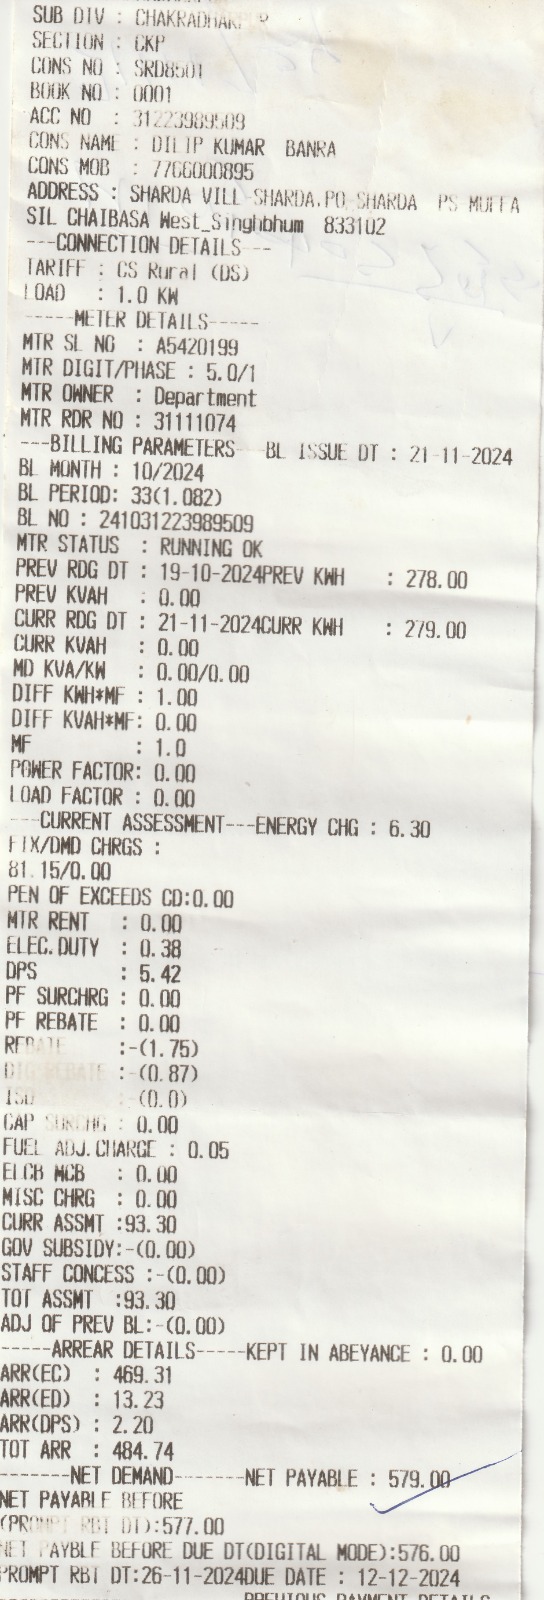 SUB DIV : CHAKRADHARPUR
SECTION : CKP
CONS NO : SRD8501
BOOK NO : 0001
ACC NO : 31223989509
CONS NAME : DILIP KUMAR BANRA
CONS MOB : 7766000895
ADDRESS : SHARDA VILL-SHARDA,PO-SHARDA PS MUFFA
SIL CHAIBASA West_Singhbhum 833102
---CONNECTION DETAILS---
TARIFF : CS Rural (DS)
LOAD : 1.0 KW
-----METER DETAILS-----
MTR SL NO : A5420199
MTR DIGIT/PHASE : 5.0/1
MTR OWNER : Department
MTR RDR NO : 31111074
---BILLING PARAMETERS---BL ISSUE DT : 21-11-2024
BL MONTH : 10/2024
BL PERIOD: 33(1.082)
BL NO : 241031223989509
MTR STATUS : RUNNING OK
PREV RDG DT : 19-10-2024PREV KWH : 278.00
PREV KVAH : 0.00
CURR RDG DT : 21-11-2024CURR KWH : 279.00
CURR KVAH : 0.00
MD KVA/KW : 0.00/0.00
DIFF KWH*MF : 1.00
DIFF KVAH*MF: 0.00
MF : 1.0
POWER FACTOR: 0.00
LOAD FACTOR : 0.00
---CURRENT ASSESSMENT---ENERGY CHG : 6.30
FIX/DMD CHRGS :
81.15/0.00
PEN OF EXCEEDS CD:0.00
MTR RENT : 0.00
ELEC.DUTY : 0.38
DPS : 5.42
PF SURCHRG : 0.00
PF REBATE : 0.00
REBATE :-(1.75)
DIG REBATE :-(0.87)
ISD :-(0.0)
CAP SURCHG : 0.00
FUEL ADJ.CHARGE : 0.05
ELCB MCB : 0.00
MISC CHRG : 0.00
CURR ASSMT :93.30
GOV SUBSIDY:-(0.00)
STAFF CONCESS :-(0.00)
TOT ASSMT :93.30
ADJ OF PREV BL:-(0.00)
-----ARREAR DETAILS-----KEPT IN ABEYANCE : 0.00
ARR(EC) : 469.31
ARR(ED) : 13.23
ARR(DPS) : 2.20
TOT ARR : 484.74
-------NET DEMAND-------NET PAYABLE : 579.00
NET PAYABLE BEFORE
(PROMPT RBT DT):577.00
NET PAYBLE BEFORE DUE DT(DIGITAL MODE):576.00
PROMPT RBT DT:26-11-2024DUE DATE : 12-12-2024
PREVIOUS PAYMENT DETAILS